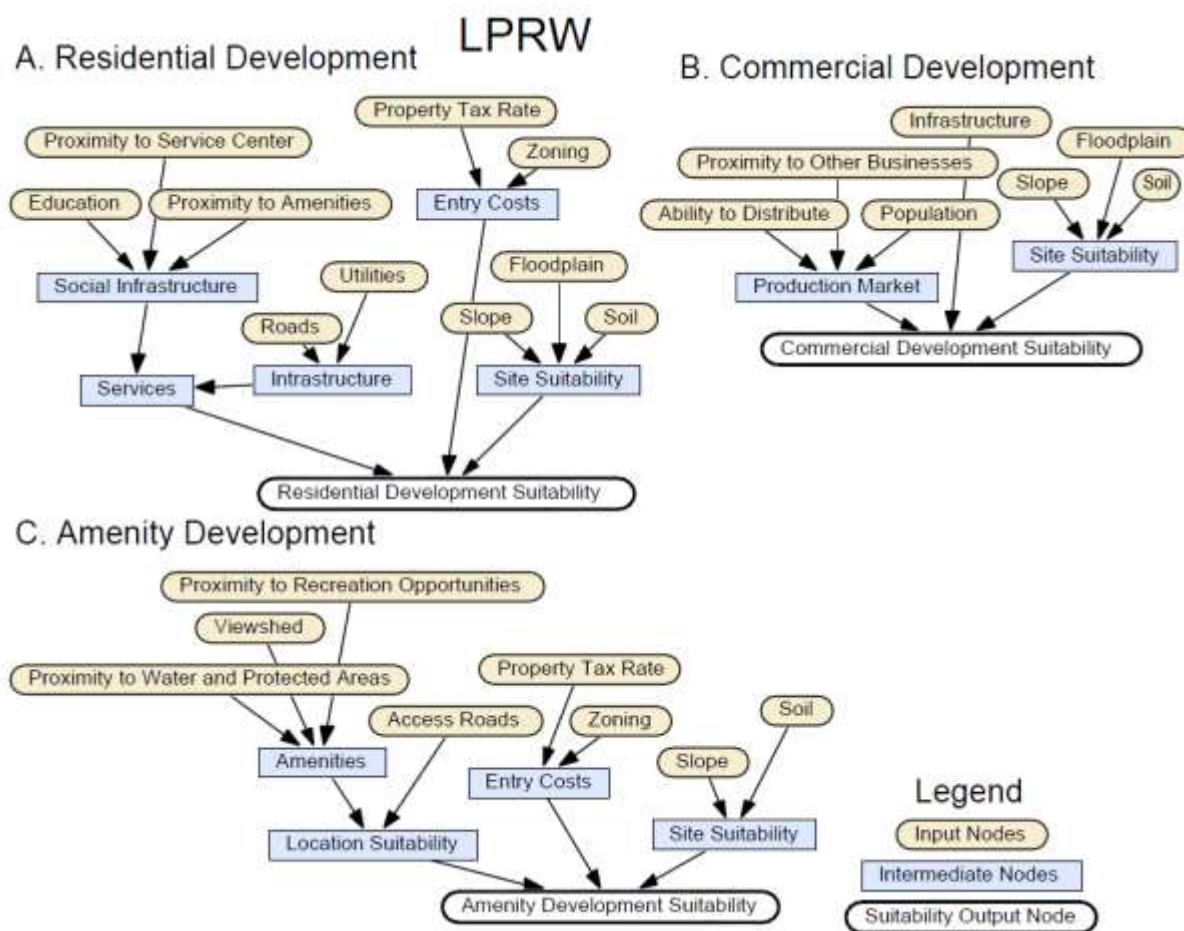 LPRW
A. Residential Development
Property Tax Rate
Zoning
Proximity to Service Center
Education
Proximity to Amenities
Entry Costs
Social Infrastructure
Utilities
Floodplain
Roads
Slope
Soil
Services
Intrastructure
Site Suitability
Residential Development Suitability
B. Commercial Development
Infrastructure
Floodplain
Proximity to Other Businesses
Slope
Soil
Ability to Distribute
Population
Site Suitability
Production Market
Commercial Development Suitability
C. Amenity Development
Proximity to Recreation Opportunities
Viewshed
Proximity to Water and Protected Areas
Property Tax Rate
Access Roads
Zoning
Soil
Amenities
Entry Costs
Slope
Location Suitability
Site Suitability
Amenity Development Suitability
Legend
Input Nodes
Intermediate Nodes
Suitability Output Node